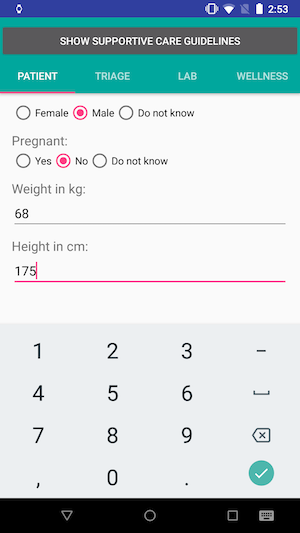 2:53
SHOW SUPPORTIVE CARE GUIDELINES
PATIENT TRIAGE LAB WELLNESS
Female Male Do not know
Pregnant:
Yes No Do not know
Weight in kg:
68
Height in cm:
175
1 2 3 –
4 5 6
7 8 9
, 0 .